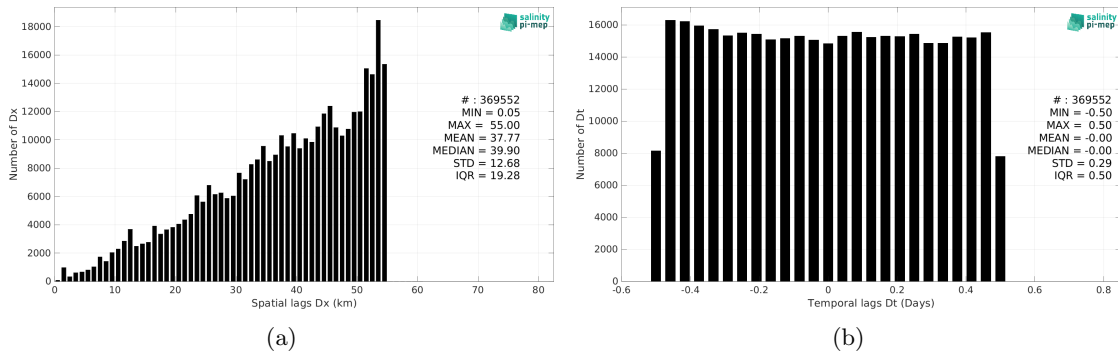 18000
16000
14000
12000
10000
8000
6000
4000
2000
0
Number of Dx
salinity
pi-mep
# : 369552
MIN = 0.05
MAX = 55.00
MEAN = 37.77
MEDIAN = 39.90
STD = 12.68
IQR = 19.28
0 10 20 30 40 50 60 70 80
Spatial lags Dx (km)
(a)
16000
14000
12000
10000
8000
6000
4000
2000
0
Number of Dt
salinity
pi-mep
# : 369552
MIN = -0.50
MAX = 0.50
MEAN = -0.00
MEDIAN = -0.00
STD = 0.29
IQR = 0.50
-0.6 -0.4 -0.2 0 0.2 0.4 0.6 0.8
Temporal lags Dt (Days)
(b)